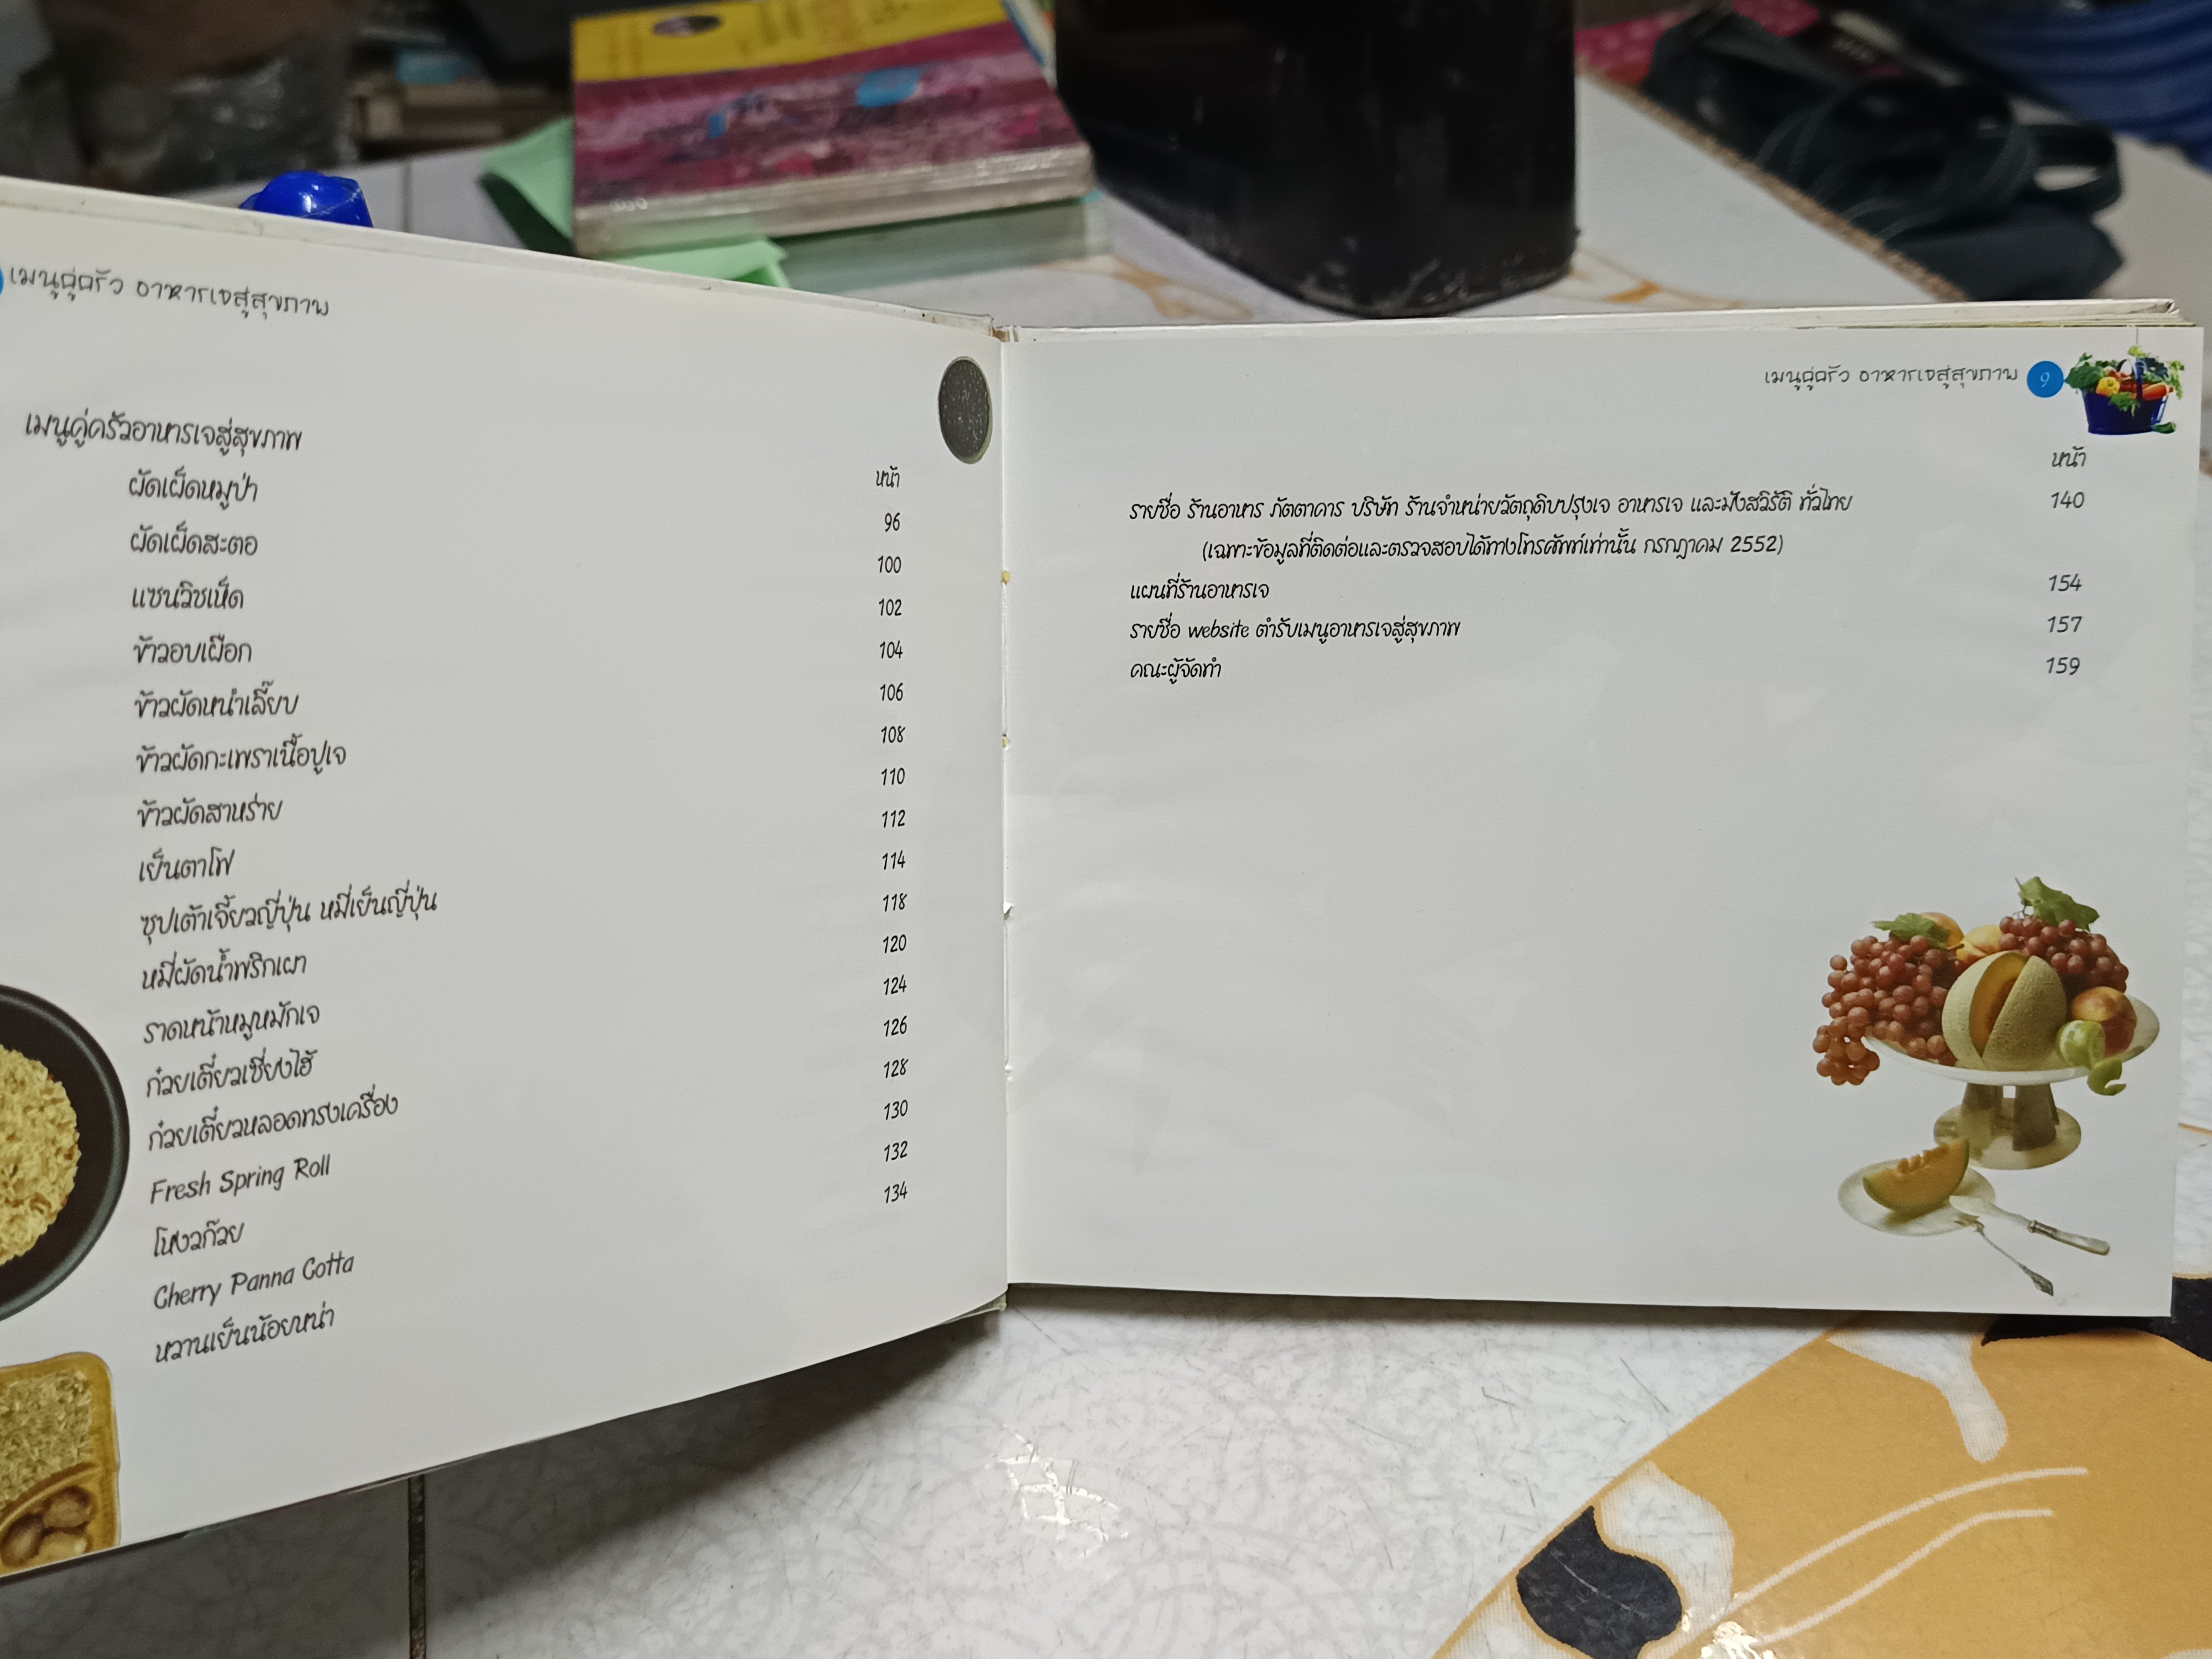 เมนูคู่ครัว อาหารเจสู่สุขภาพ
เมนูคู่ครัวอาหารเจสู่สุขภาพ
หน้า
ผัดเผ็ดหมูป่า 96
ผัดเผ็ดสะตอ 100
แซนวิชเห็ด 102
ข้าวอบเผือก 104
ข้าวผัดหนำเลี๊ยบ 106
ข้าวผัดกะเพราเนื้อปูเจ 108
ข้าวผัดสาหร่าย 110
เย็นตาโฟ 112
ซุปเต้าเจี้ยวญี่ปุ่น หมี่เย็นญี่ปุ่น 114
หมี่ผัดน้ำพริกเผา 118
ราดหน้าหมูหมักเจ 120
ก๋วยเตี๋ยวเซี่ยงไฮ้ 124
ก๋วยเตี๋ยวหลอดทรงเครื่อง 126
Fresh Spring Roll 128
โหงวก๊วย 130
Cherry Panna Cotta 132
หวานเย็นน้อยหน่า 134
เมนูคู่ครัว อาหารเจสู่สุขภาพ 9
หน้า
รายชื่อ ร้านอาหาร ภัตตาคาร บริษัท ร้านจำหน่ายวัตถุดิบปรุงเจ อาหารเจ และมังสวิรัติ ทั่วไทย 140
(เฉพาะข้อมูลที่ติดต่อและตรวจสอบได้ทางโทรศัพท์เท่านั้น กรกฎาคม 2552)
แผนที่ร้านอาหารเจ 154
รายชื่อ website ตำรับเมนูอาหารเจสู่สุขภาพ 157
คณะผู้จัดทำ 159